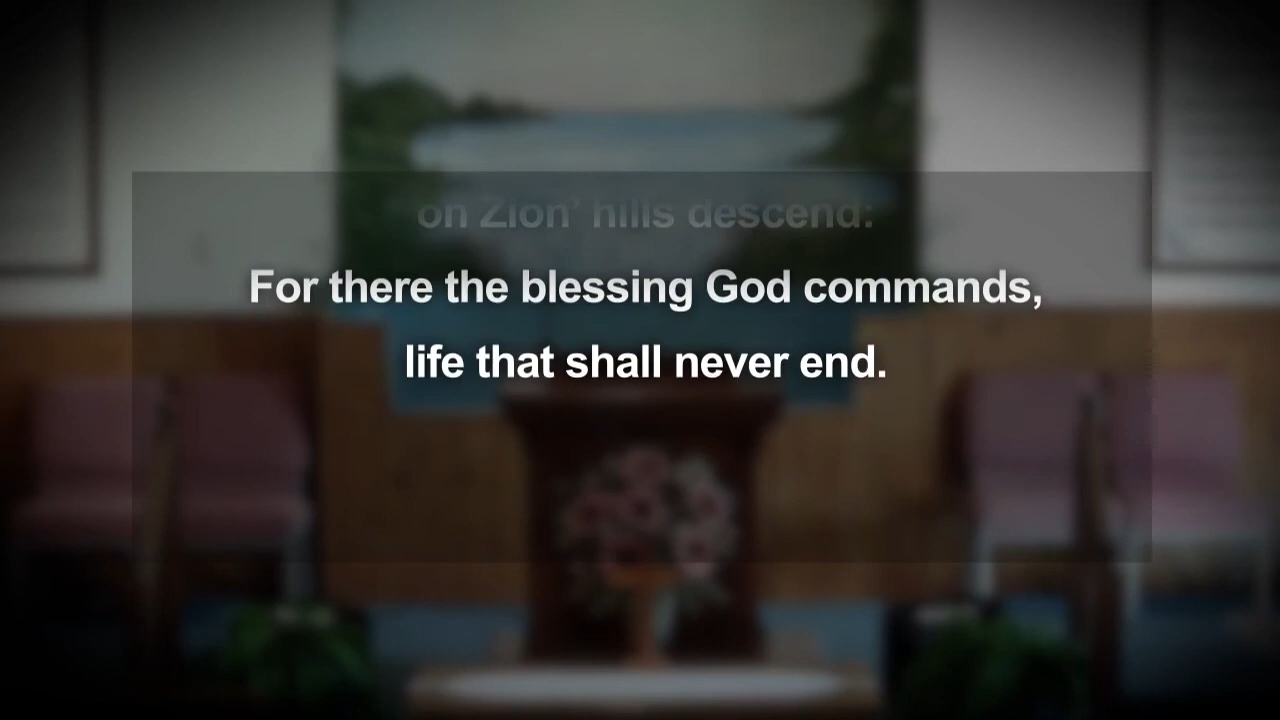 on Zion' hills descend:
For there the blessing God commands,
life that shall never end.